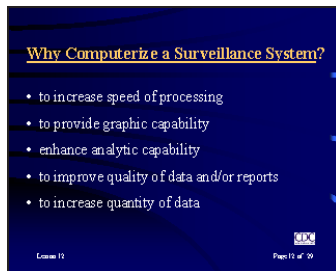 Why Computerize a Surveillance System?
• to increase speed of processing
• to provide graphic capability
• enhance analytic capability
• to improve quality of data and/or reports
• to increase quantity of data
CDC
Lesson 12
Page 12 of 29